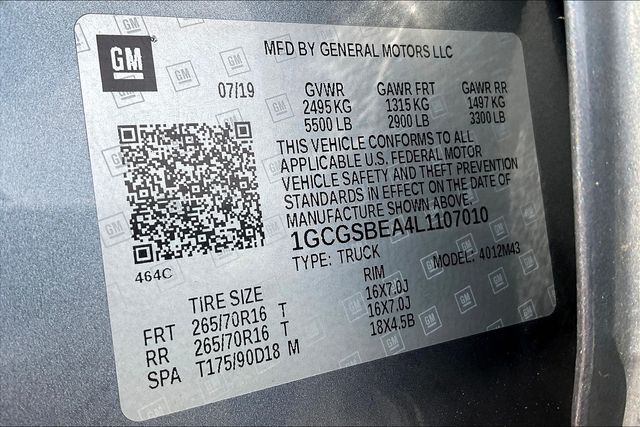 GM
MFD BY GENERAL MOTORS LLC
07/19
GVWR GAWR FRT GAWR RR
2495 KG 1315 KG 1497 KG
5500 LB 2900 LB 3300 LB
THIS VEHICLE CONFORMS TO ALL
APPLICABLE U.S. FEDERAL MOTOR
VEHICLE SAFETY AND THEFT PREVENTION
STANDARDS IN EFFECT ON THE DATE OF
MANUFACTURE SHOWN ABOVE.
1GCGSBEA4L1107010
TYPE: TRUCK MODEL: 4012M43
464C
TIRE SIZE RIM
FRT 265/70R16 T 16X7.0J
RR 265/70R16 T 16X7.0J
SPA T175/90D18 M 18X4.5B